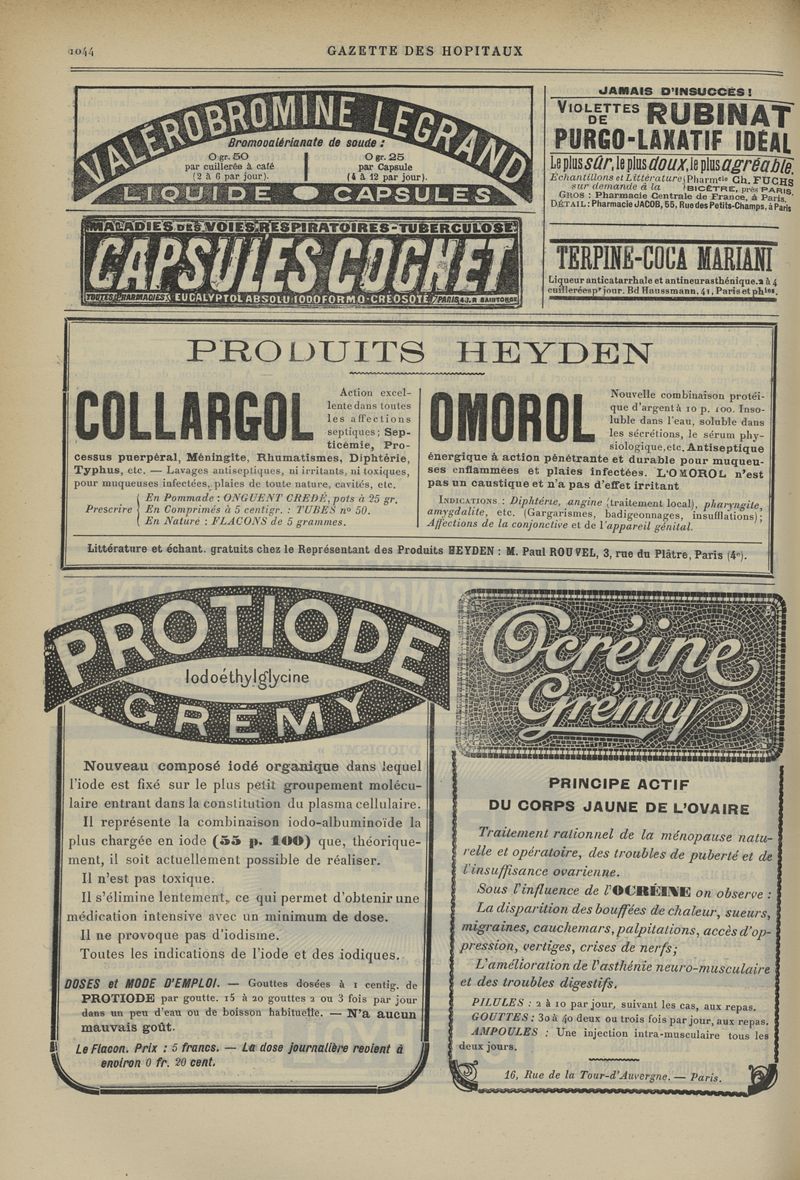 1044
GAZETTE DES HOPITAUX
VALÉROBROMINE LEGRAND
Bromovalérianate de soude :
0 gr. 50
par cuillerée à café
(2 à 6 par jour).
0 gr. 25
par Capsule
(4 à 12 par jour).
LIQUIDE CAPSULES
MALADIES DES VOIES RESPIRATOIRES - TUBERCULOSE
CAPSULES COGNET
TOUTES PHARMACIES EUCALYPTOL ABSOLU IODOFORMO-CRÉOSOTÉ PARIS, 43, R SAINTONGE
JAMAIS D'INSUCCÈS!
VIOLETTES DE RUBINAT
PURGO-LAXATIF IDÉAL
Le plus sûr, le plus doux, le plus agréable.
Echantillons et Littérature sur demande à la
Pharmcie Ch. FUCHS
BICÊTRE, près PARIS.
GROS : Pharmacie Centrale de France, à Paris.
DÉTAIL : Pharmacie JACOB, 55, Rue des Petits-Champs, à Paris
TERPINE-COCA MARIANI
Liqueur anticatarrhale et antineurasthénique. 2 à 4
cuillerées pr jour. Bd Haussmann, 41, Paris et phies.
PRODUITS HEYDEN
COLLARGOL
Action excel-
lente dans toutes
les affections
septiques; Sep-
ticémie, Pro-
cessus puerpéral, Méningite, Rhumatismes, Diphtérie,
Typhus, etc. — Lavages antiseptiques, ni irritants, ni toxiques,
pour muqueuses infectées, plaies de toute nature, cavités, etc.
Prescrire
En Pommade : ONGUENT CREDÉ, pots à 25 gr.
En Comprimés à 5 centigr. : TUBES n° 50.
En Nature : FLACONS de 5 grammes.
OMOROL
Nouvelle combinaison protéi-
que d'argent à 10 p. 100. Inso-
luble dans l'eau, soluble dans
les sécrétions, le sérum phy-
siologique, etc. Antiseptique
énergique à action pénétrante et durable pour muqueu-
ses enflammées et plaies infectées. L'OMOROL n'est
pas un caustique et n'a pas d'effet irritant
INDICATIONS : Diphtérie, angine (traitement local), pharyngite,
amygdalite, etc. (Gargarismes, badigeonnages, insufflations);
Affections de la conjonctive et de l'appareil génital.
Littérature et échant. gratuits chez le Représentant des Produits HEYDEN : M. Paul ROUVEL, 3, rue du Plâtre, Paris (4e).
PROTIODE
Iodoéthylglycine
GRÉMY
Nouveau composé iodé organique dans lequel
l'iode est fixé sur le plus petit groupement molécu-
laire entrant dans la constitution du plasma cellulaire.
Il représente la combinaison iodo-albuminoïde la
plus chargée en iode (55 p. 100) que, théorique-
ment, il soit actuellement possible de réaliser.
Il n'est pas toxique.
Il s'élimine lentement, ce qui permet d'obtenir une
médication intensive avec un minimum de dose.
Il ne provoque pas d'iodisme.
Toutes les indications de l'iode et des iodiques.
DOSES et MODE D'EMPLOI. — Gouttes dosées à 1 centig. de
PROTIODE par goutte. 15 à 20 gouttes 2 ou 3 fois par jour
dans un peu d'eau ou de boisson habituelle. — N'a aucun
mauvais goût.
Le Flacon. Prix : 5 francs. — La dose journalière revient à
environ 0 fr. 20 cent.
Ocréine
Grémy
PRINCIPE ACTIF
DU CORPS JAUNE DE L'OVAIRE
Traitement rationnel de la ménopause natu-
relle et opératoire, des troubles de puberté et de
l'insuffisance ovarienne.
Sous l'influence de l'OCRÉINE on observe :
La disparition des bouffées de chaleur, sueurs,
migraines, cauchemars, palpitations, accès d'op-
pression, vertiges, crises de nerfs;
L'amélioration de l'asthénie neuro-musculaire
et des troubles digestifs.
PILULES : 2 à 10 par jour, suivant les cas, aux repas.
GOUTTES : 30 à 40 deux ou trois fois par jour, aux repas.
AMPOULES : Une injection intra-musculaire tous les
deux jours.
16, Rue de la Tour-d'Auvergne. — Paris.